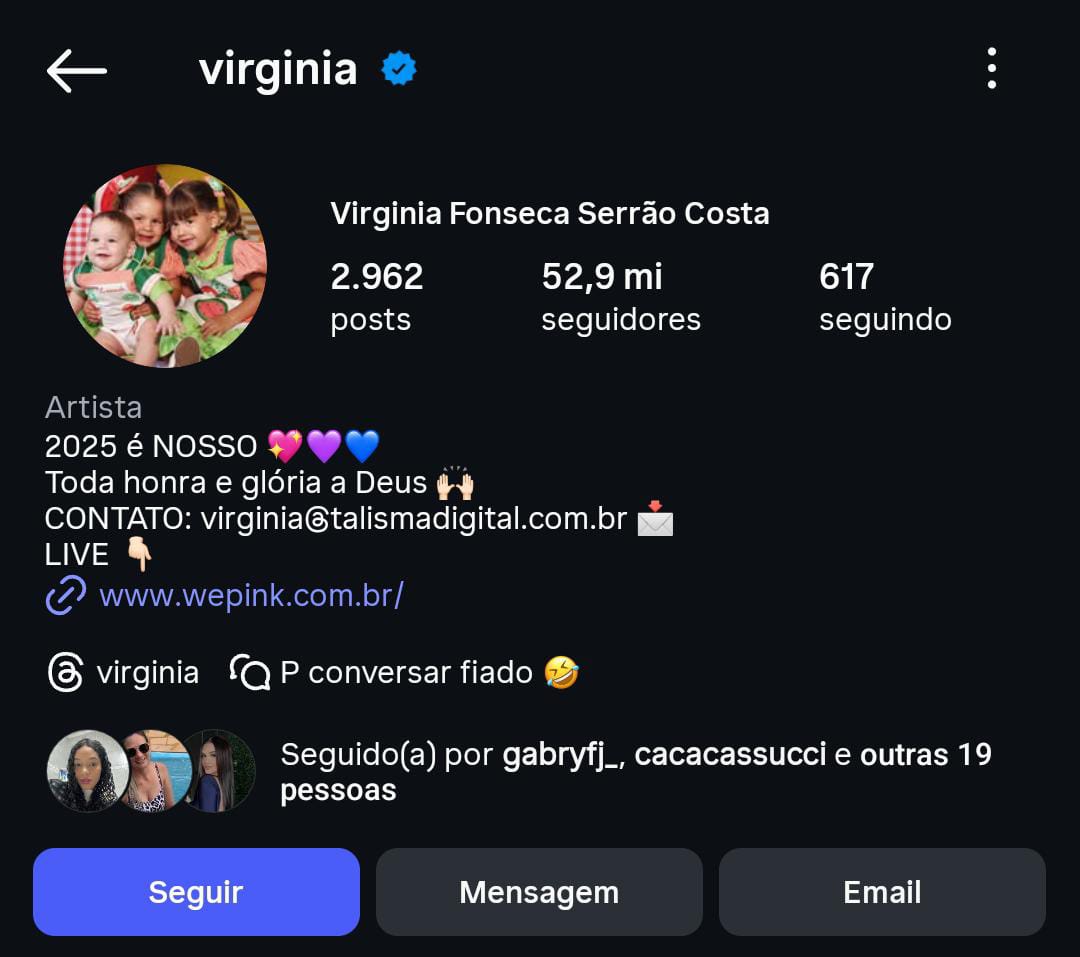 virginia
Virginia Fonseca Serrão Costa
2.962 52,9 mi 617
posts seguidores seguindo
Artista
2025 é NOSSO 💖💜💙
Toda honra e glória a Deus 🙌🏻
CONTATO: virginia@talismadigital.com.br 📩
LIVE 👇🏻
www.wepink.com.br/
virginia P conversar fiado 🤣
Seguido(a) por gabryfj_, cacacassucci e outras 19
pessoas
Seguir Mensagem Email